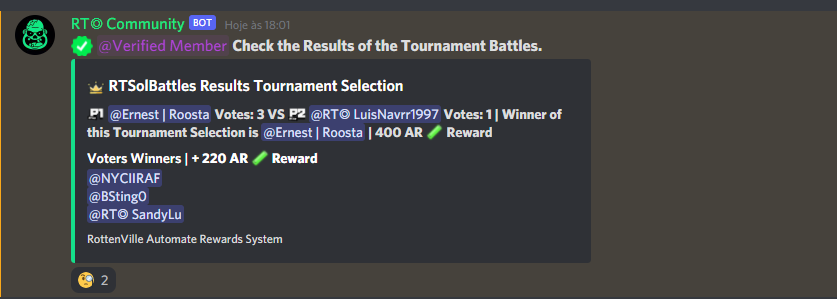 RT© Community BOT Hoje às 18:01
@Verified Member Check the Results of the Tournament Battles.
RTSolBattles Results Tournament Selection
P1 @Ernest | Roosta Votes: 3 VS P2 @RT© LuisNavrr1997 Votes: 1 | Winner of
this Tournament Selection is @Ernest | Roosta | 400 AR Reward
Voters Winners | + 220 AR Reward
@NYCIIRAF
@BSting0
@RT© SandyLu
RottenVille Automate Rewards System
2